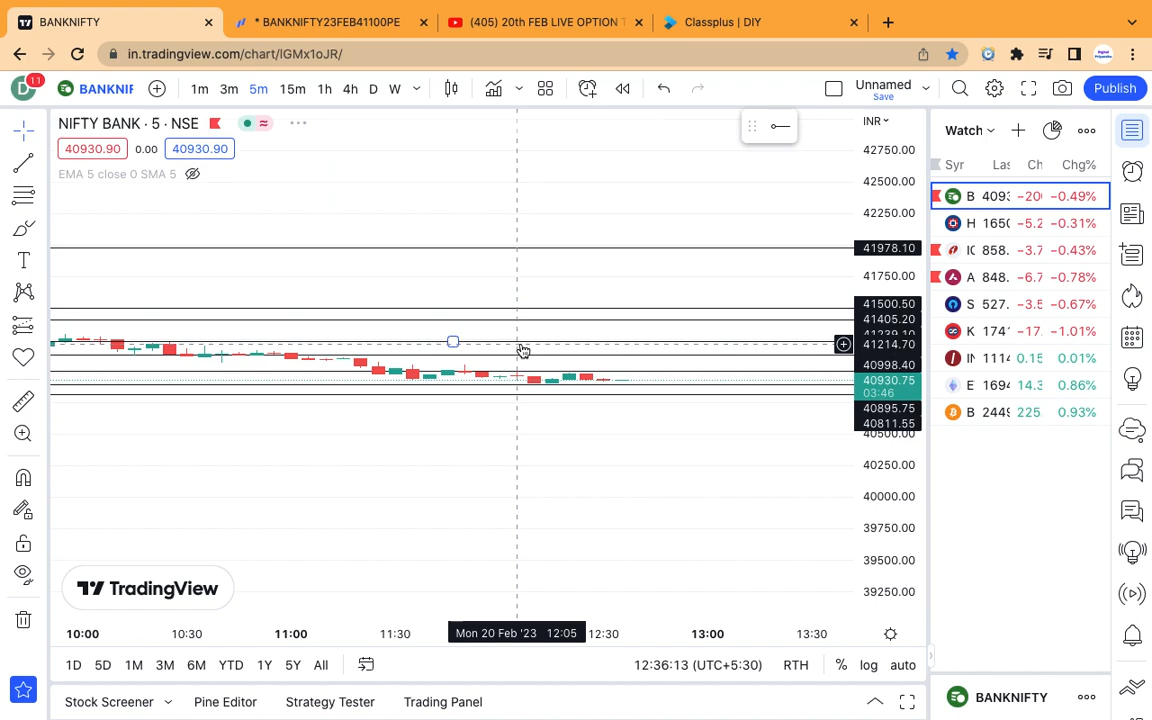 BANKNIFTY
* BANKNIFTY23FEB41100PE
(405) 20th FEB LIVE OPTION T
Classplus | DIY
in.tradingview.com/chart/lGMx1oJR/
D 11
BANKNIF
1m 3m 5m 15m 1h 4h D W
Unnamed
Save
Publish
NIFTY BANK · 5 · NSE
40930.90 0.00 40930.90
EMA 5 close 0 SMA 5
INR
42750.00
42500.00
42250.00
41978.10
41750.00
41500.50
41405.20
41239.10
41214.70
40998.40
40930.75
03:46
40895.75
40811.55
40500.00
40250.00
40000.00
39750.00
39500.00
39250.00
TradingView
10:00 10:30 11:00 11:30 Mon 20 Feb '23 12:05 12:30 13:00 13:30
1D 5D 1M 3M 6M YTD 1Y 5Y All
12:36:13 (UTC+5:30) RTH % log auto
Stock Screener Pine Editor Strategy Tester Trading Panel
Watch
Syr Las Ch Chg%
B 4093 −20 −0.49%
H 1650 −5.2 −0.31%
IC 858. −3.7 −0.43%
A 848. −6.7 −0.78%
S 527. −3.5 −0.67%
K 174 −17. −1.01%
IN 1114 0.15 0.01%
E 1694 14.3 0.86%
B 2449 225. 0.93%
BANKNIFTY